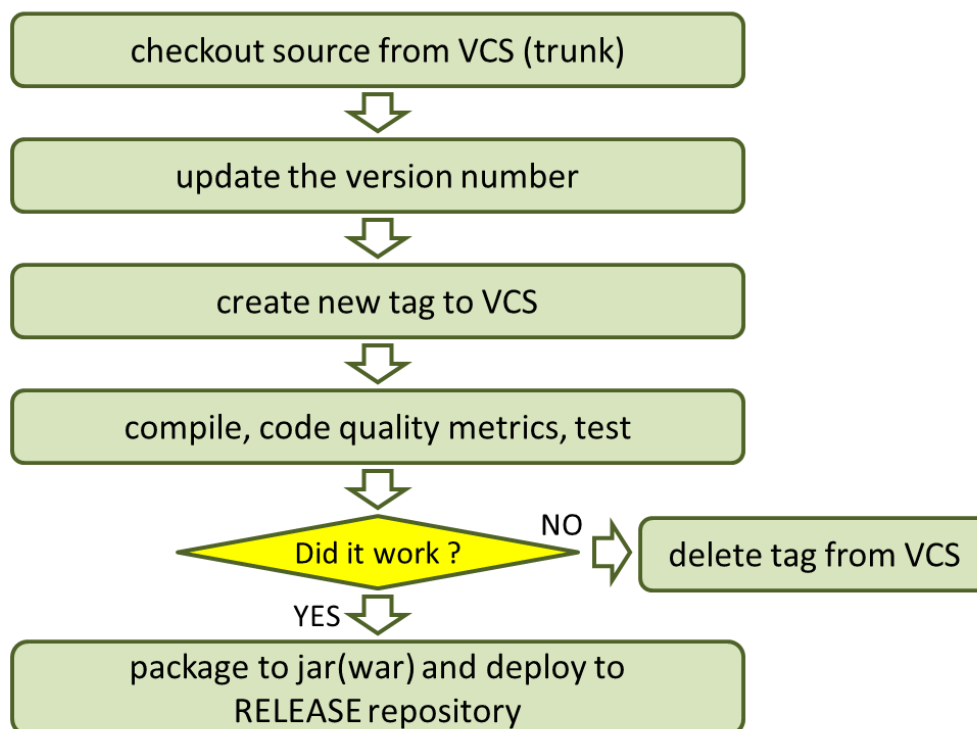 checkout source from VCS (trunk)
update the version number
create new tag to VCS
compile, code quality metrics, test
Did it work ?
NO
delete tag from VCS
YES
package to jar(war) and deploy to
RELEASE repository